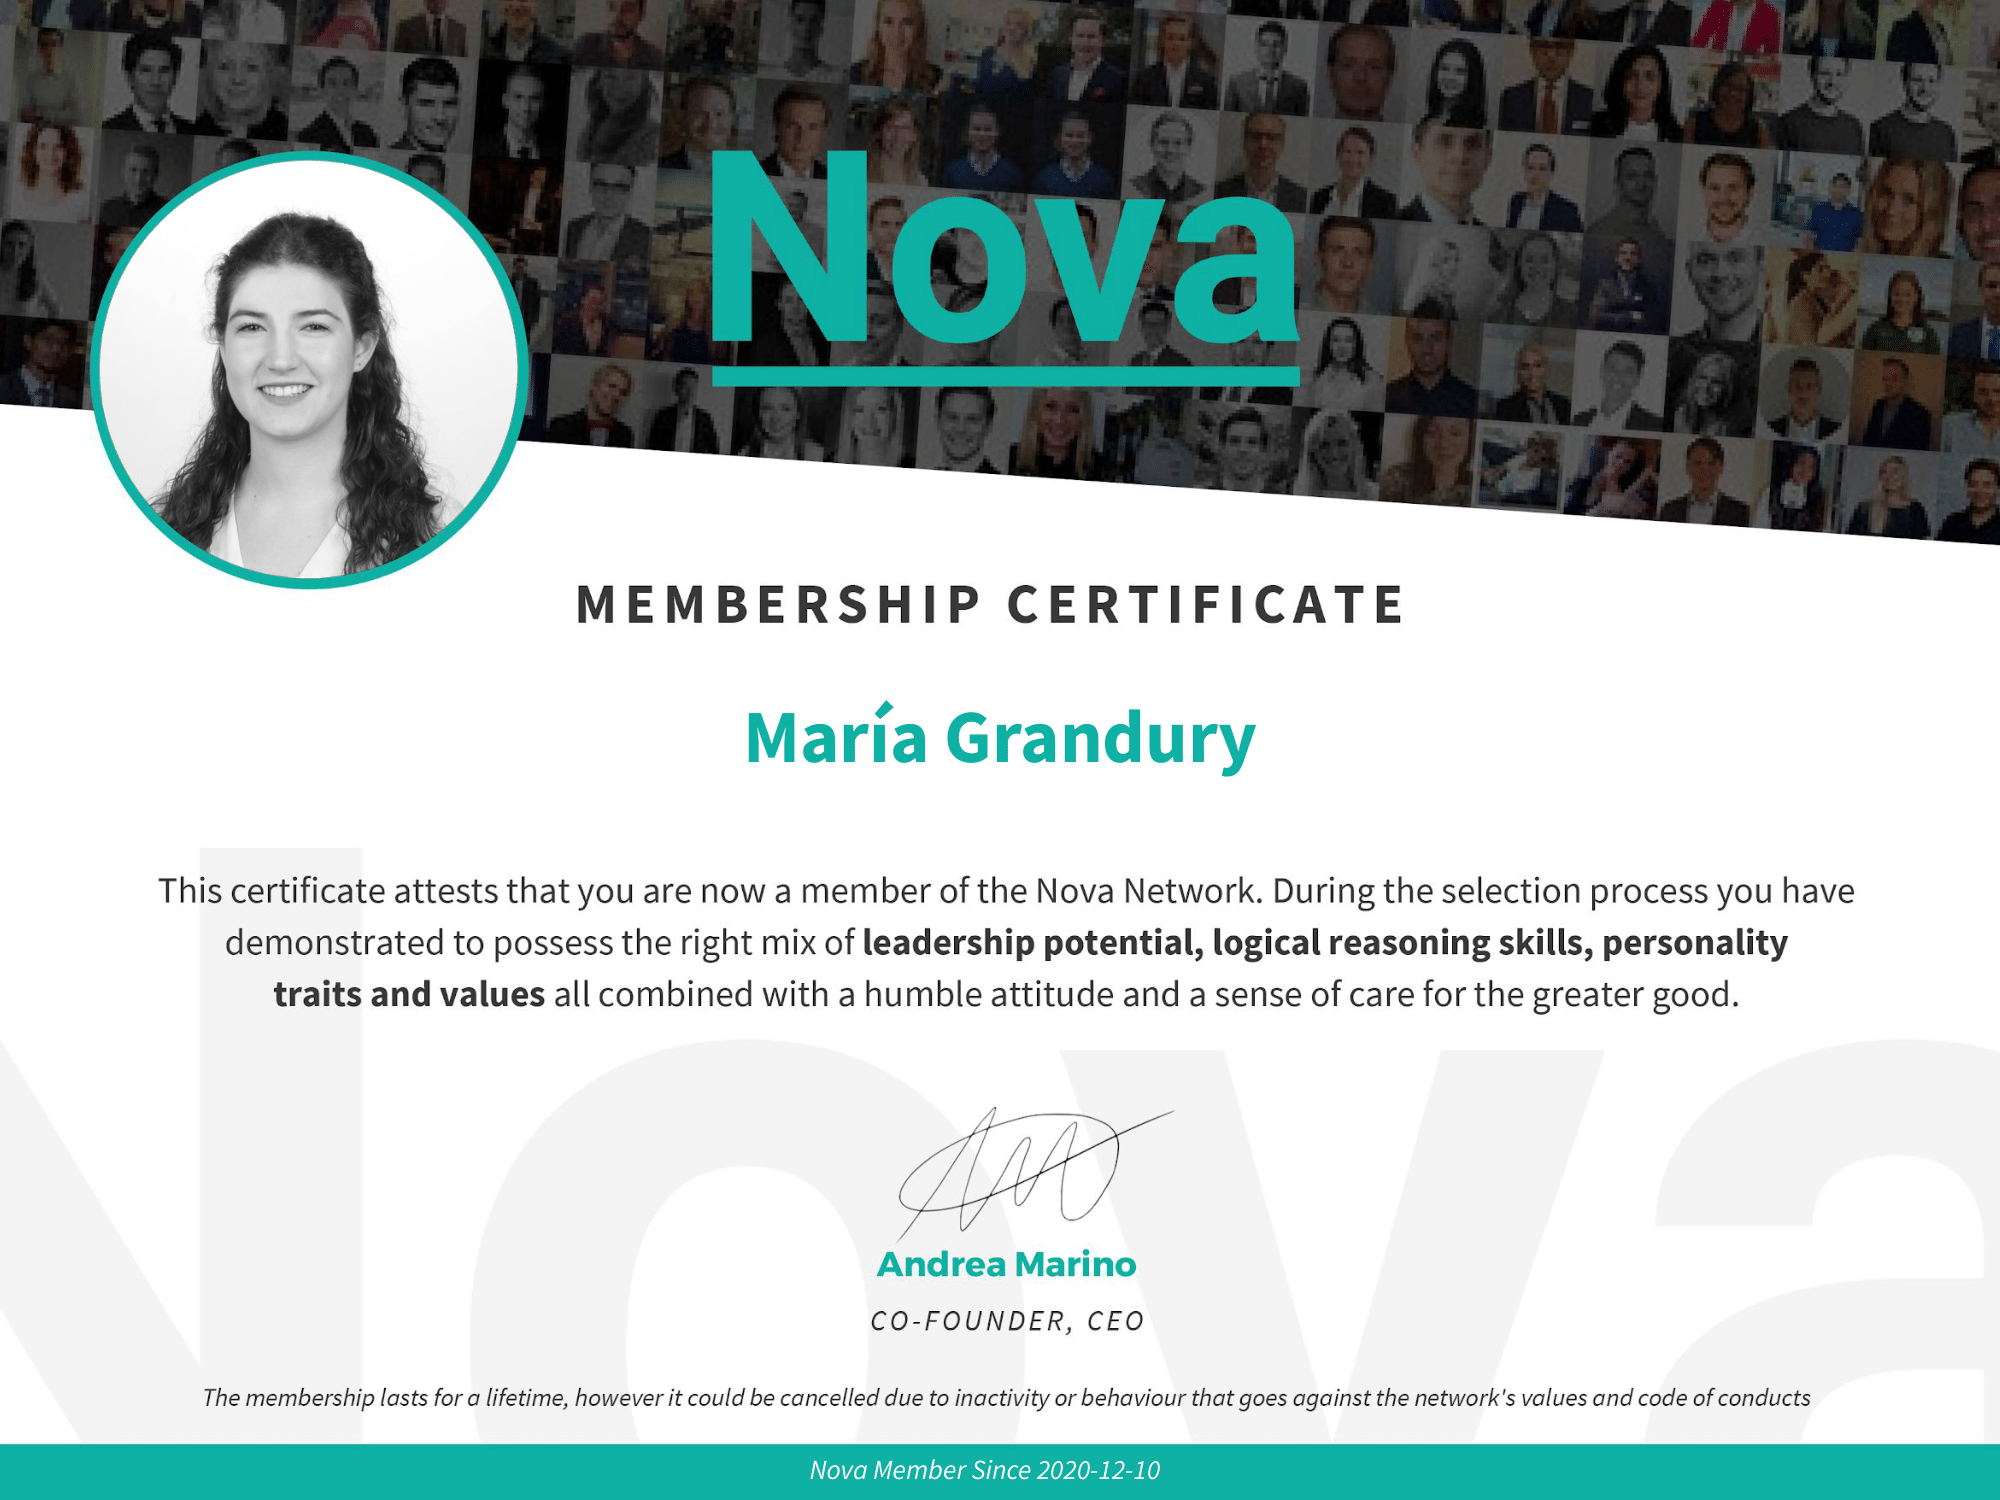 Nova
MEMBERSHIP CERTIFICATE
María Grandury
This certificate attests that you are now a member of the Nova Network. During the selection process you have
demonstrated to possess the right mix of leadership potential, logical reasoning skills, personality
traits and values all combined with a humble attitude and a sense of care for the greater good.
Nova
Andrea Marino
CO-FOUNDER, CEO
The membership lasts for a lifetime, however it could be cancelled due to inactivity or behaviour that goes against the network's values and code of conducts
Nova Member Since 2020-12-10